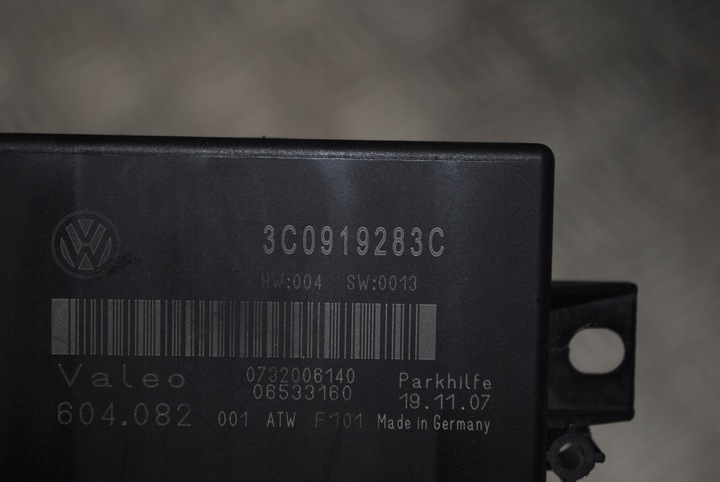 3C0919283C
HW:004 SW:0013
Valeo 0732006140 Parkhilfe
06533160 19.11.07
604.082 001 ATW F101 Made in Germany